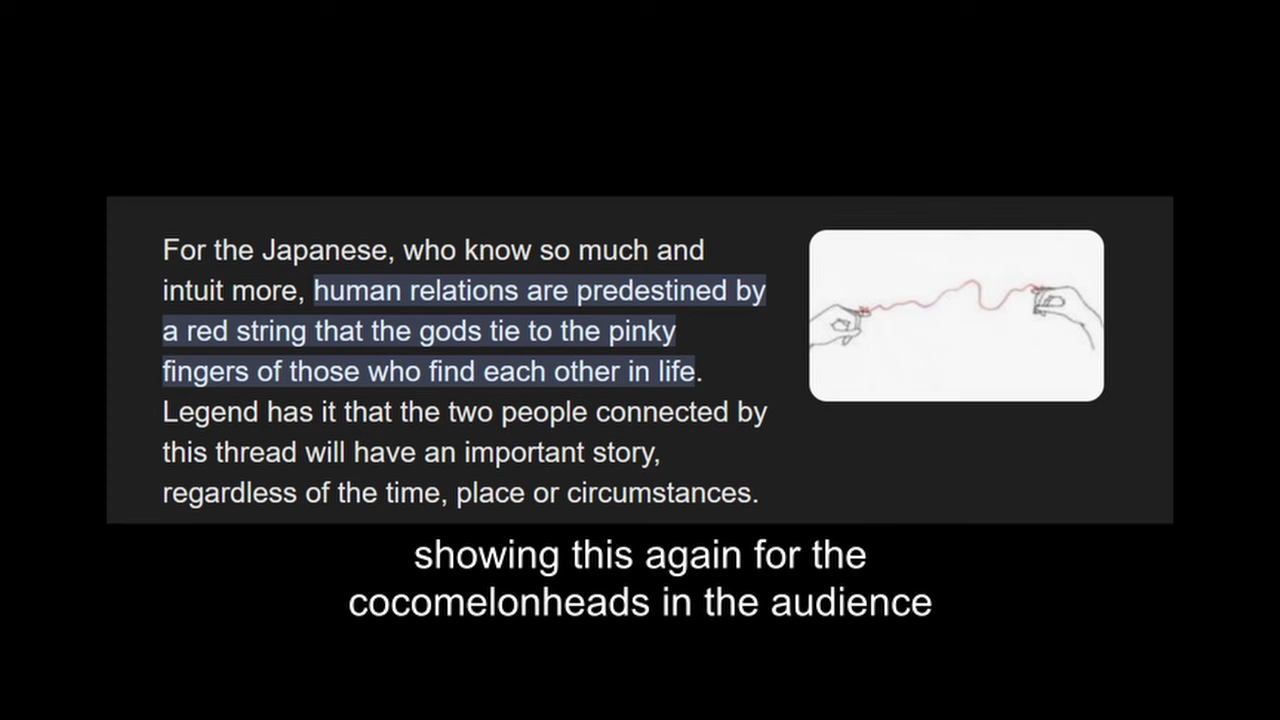 For the Japanese, who know so much and
intuit more, human relations are predestined by
a red string that the gods tie to the pinky
fingers of those who find each other in life.
Legend has it that the two people connected by
this thread will have an important story,
regardless of the time, place or circumstances.
showing this again for the
cocomelonheads in the audience